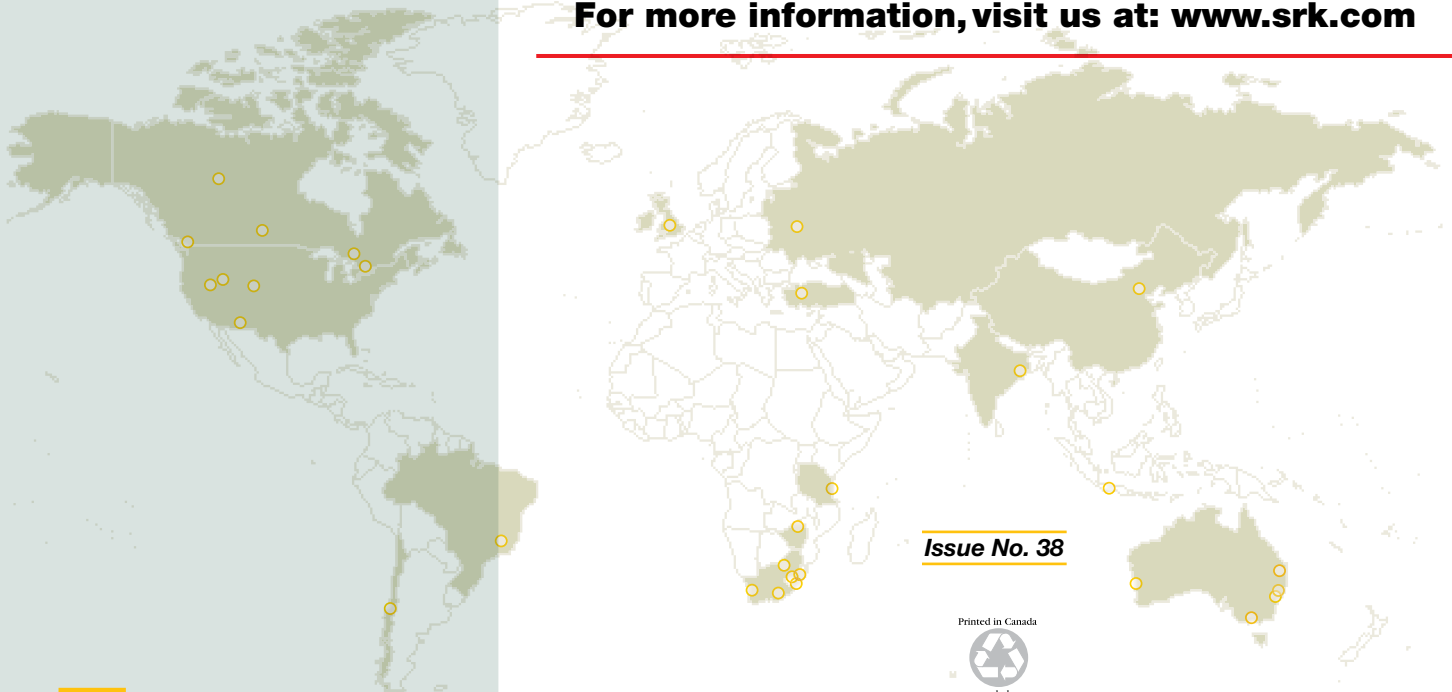 For more information, visit us at: www.srk.com
Issue No. 38
Printed in Canada